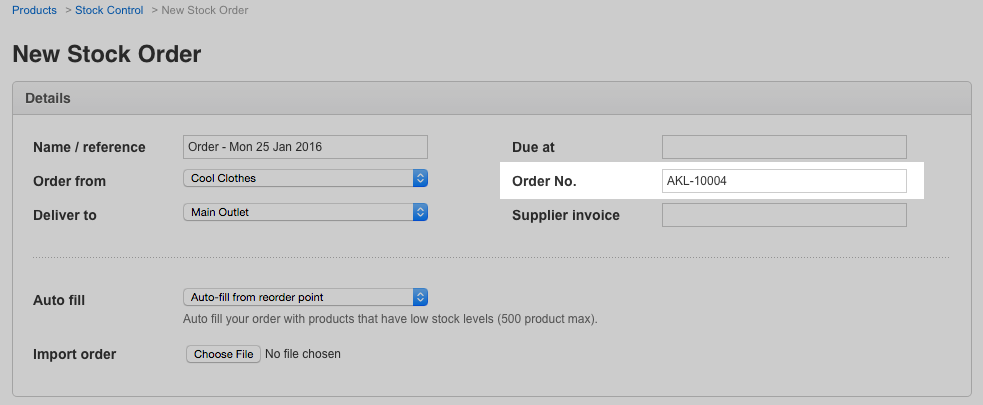 Products > Stock Control > New Stock Order
New Stock Order
Details
Name / reference Order - Mon 25 Jan 2016 Due at
Order from Cool Clothes Order No. AKL-10004
Deliver to Main Outlet Supplier invoice
Auto fill Auto-fill from reorder point
Auto fill your order with products that have low stock levels (500 product max).
Import order Choose File No file chosen